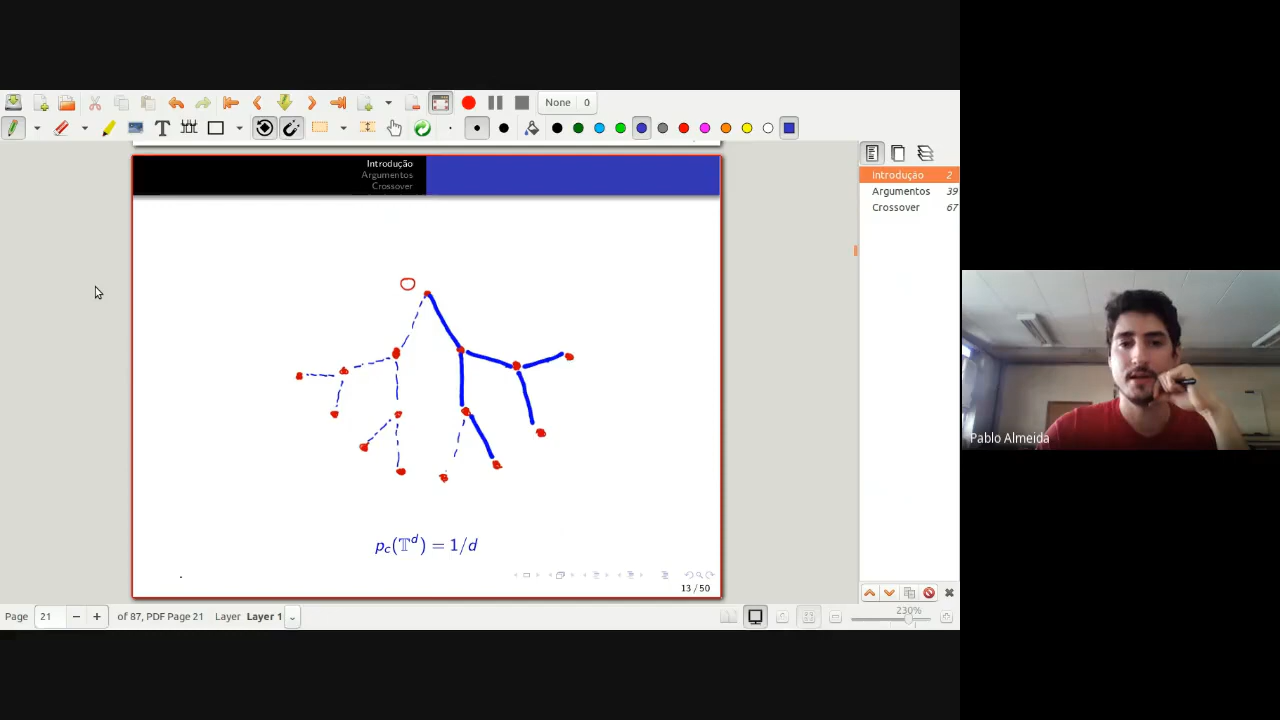 None 0
Introdução
Argumentos
Crossover
Introdução 2
Argumentos 39
Crossover 67
O
p_c(𝕋^d) = 1/d
13 / 50
230%
Page 21 of 87, PDF Page 21 Layer Layer 1
Pablo Almeida